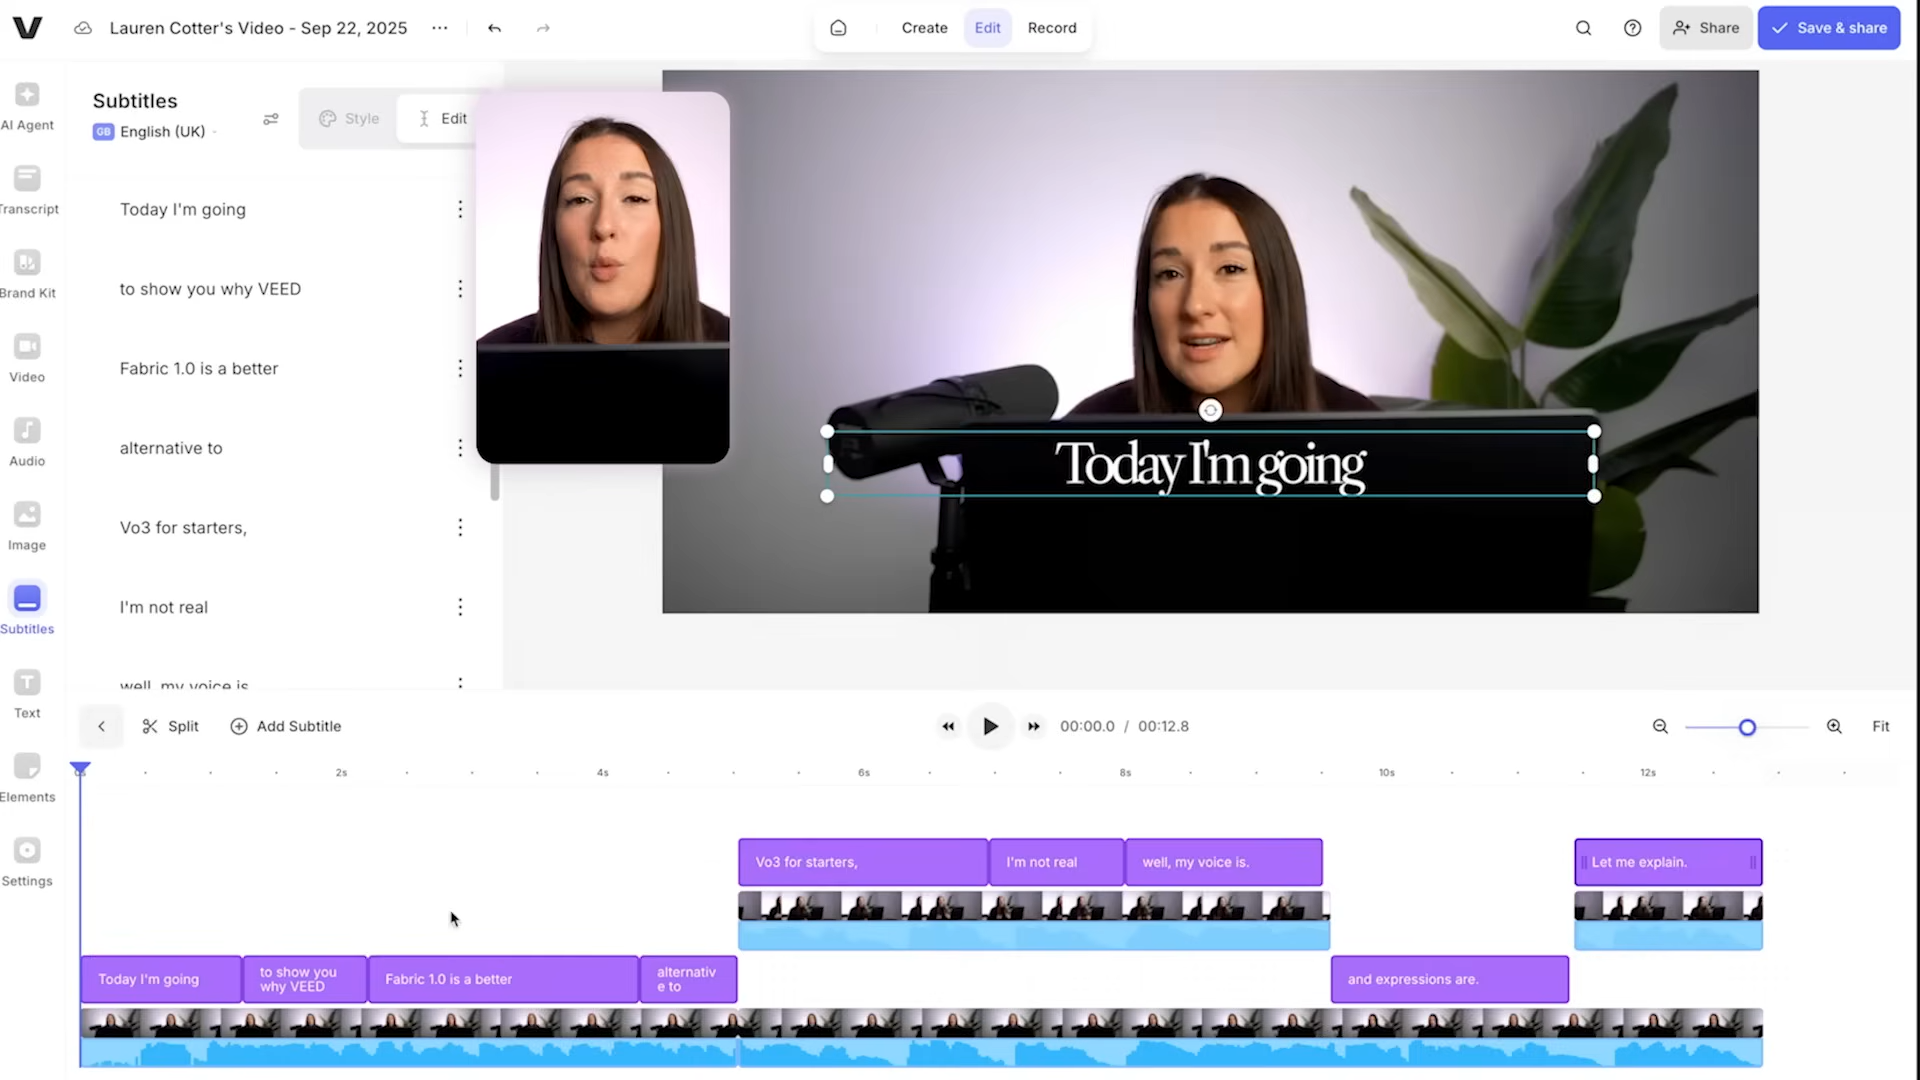 Lauren Cotter's Video - Sep 22, 2025
Create
Edit
Record
Share
Save & share
AI Agent
Transcript
Brand Kit
Video
Audio
Image
Subtitles
Text
Elements
Settings
Subtitles
GB English (UK)
Style
Edit
Today I'm going
to show you why VEED
Fabric 1.0 is a better
alternative to
Vo3 for starters,
I'm not real
well, my voice is
Today I'm going
Split
Add Subtitle
00:00.0 / 00:12.8
Fit
2s
4s
6s
8s
10s
12s
Vo3 for starters,
I'm not real
well, my voice is.
Let me explain.
Today I'm going
to show you
why VEED
Fabric 1.0 is a better
alternativ
e to
and expressions are.